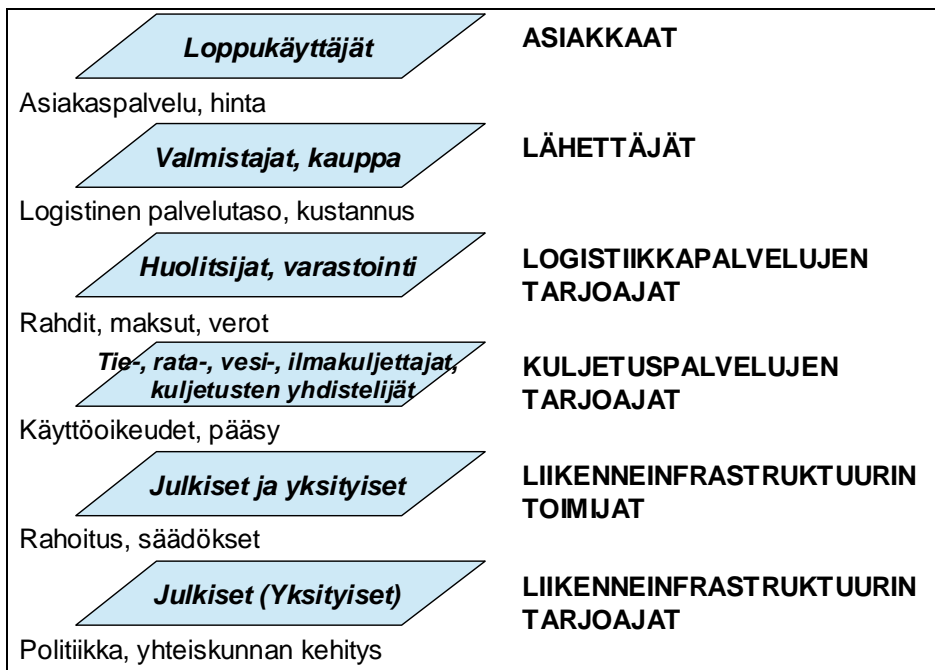 Loppukäyttäjät
ASIAKKAAT
Asiakaspalvelu, hinta
Valmistajat, kauppa
LÄHETTÄJÄT
Logistinen palvelutaso, kustannus
Huolitsijat, varastointi
LOGISTIIKKAPALVELUJEN
TARJOAJAT
Rahdit, maksut, verot
Tie-, rata-, vesi-, ilmakuljettajat,
kuljetusten yhdistelijät
KULJETUSPALVELUJEN
TARJOAJAT
Käyttöoikeudet, pääsy
Julkiset ja yksityiset
LIIKENNEINFRASTRUKTUURIN
TOIMIJAT
Rahoitus, säädökset
Julkiset (Yksityiset)
LIIKENNEINFRASTRUKTUURIN
TARJOAJAT
Politiikka, yhteiskunnan kehitys